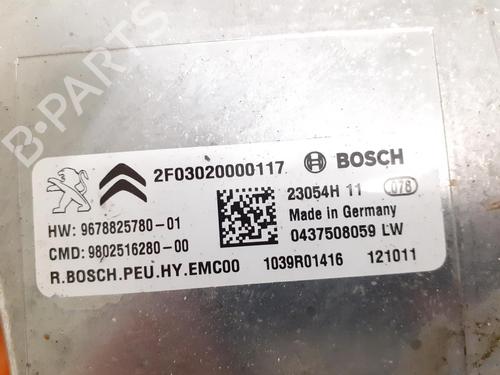 B-PARTS
2F03020000117 BOSCH
23054H 11 078
HW: 9678825780-01 Made in Germany
CMD: 9802516280-00 0437508059 LW
R.BOSCH.PEU.HY.EMC00 1039R01416 121011